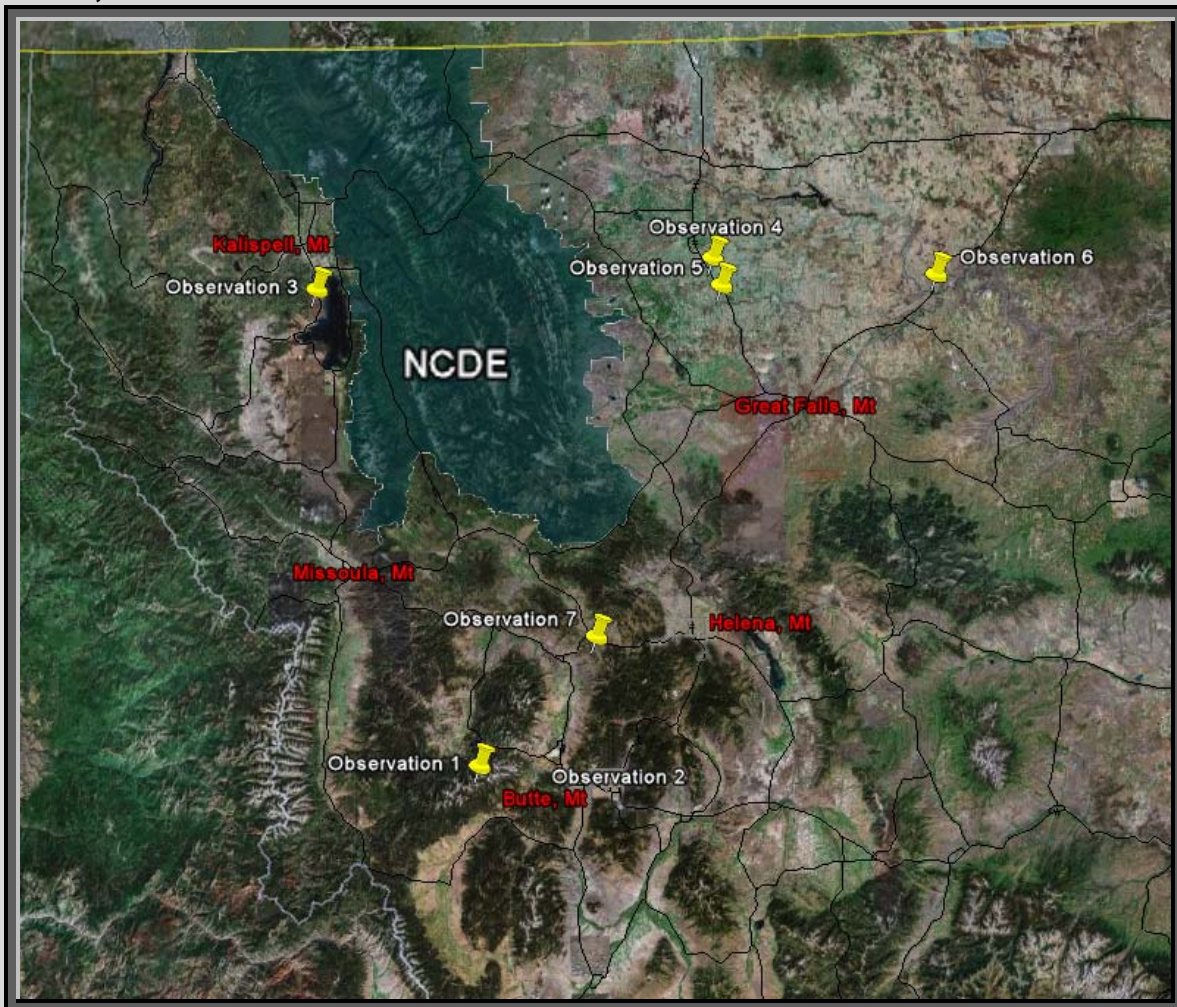 Observation 4
Kalispell, Mt
Observation 5
Observation 6
Observation 3
NCDE
Great Falls, Mt
Missoula, Mt
Observation 7
Helena, Mt
Observation 1
Observation 2
Butte, Mt